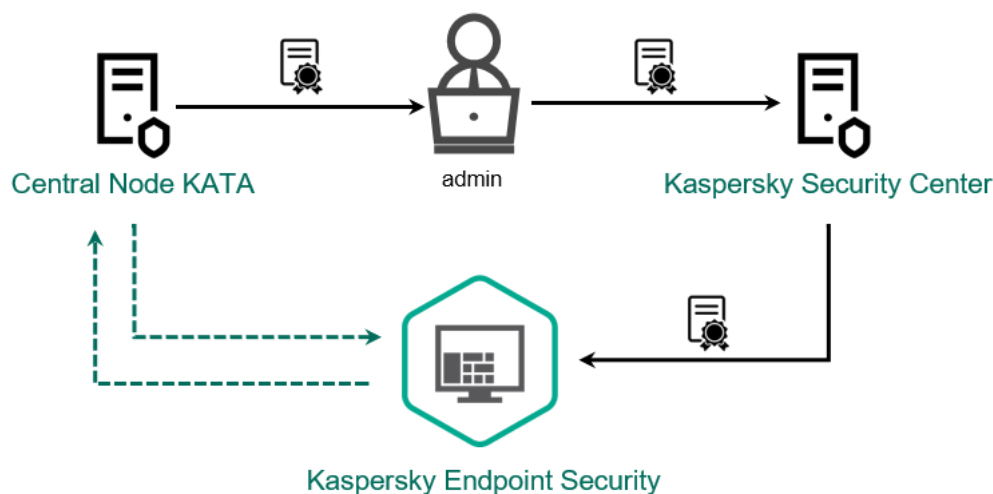 Central Node KATA
admin
Kaspersky Security Center
Kaspersky Endpoint Security